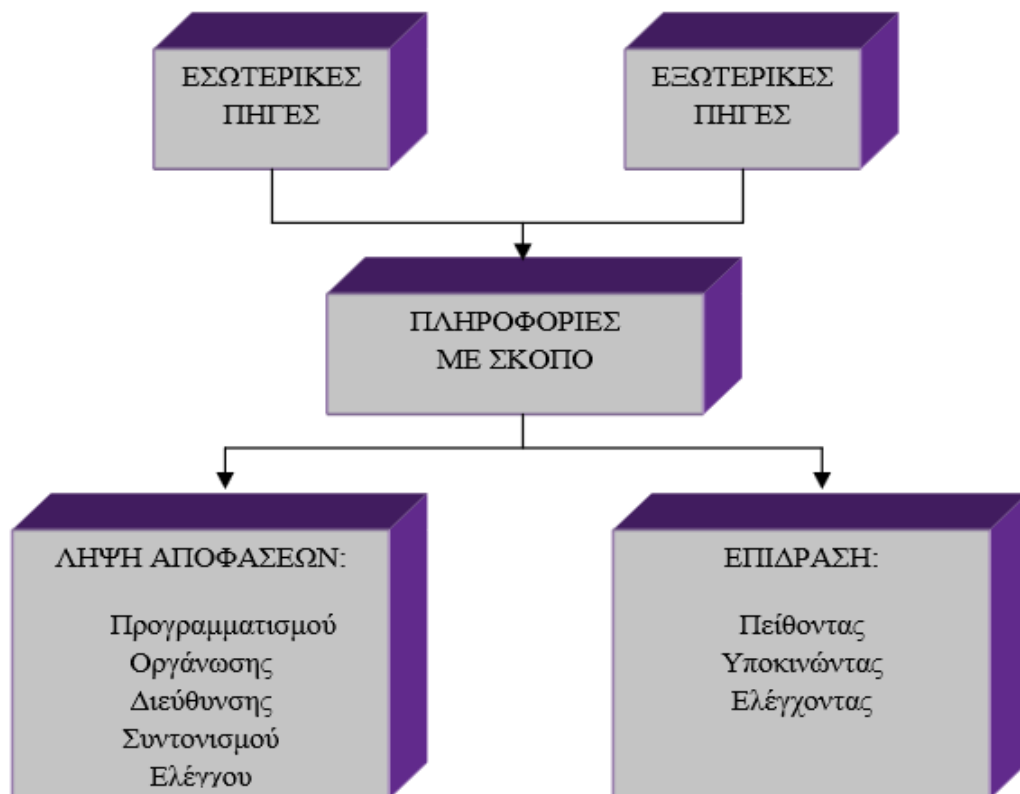 ΕΣΩΤΕΡΙΚΕΣ
ΠΗΓΕΣ
ΕΞΩΤΕΡΙΚΕΣ
ΠΗΓΕΣ
ΠΛΗΡΟΦΟΡΙΕΣ
ΜΕ ΣΚΟΠΟ
ΛΗΨΗ ΑΠΟΦΑΣΕΩΝ:
Προγραμματισμού
Οργάνωσης
Διεύθυνσης
Συντονισμού
Ελέγχου
ΕΠΙΔΡΑΣΗ:
Πείθοντας
Υποκινώντας
Ελέγχοντας